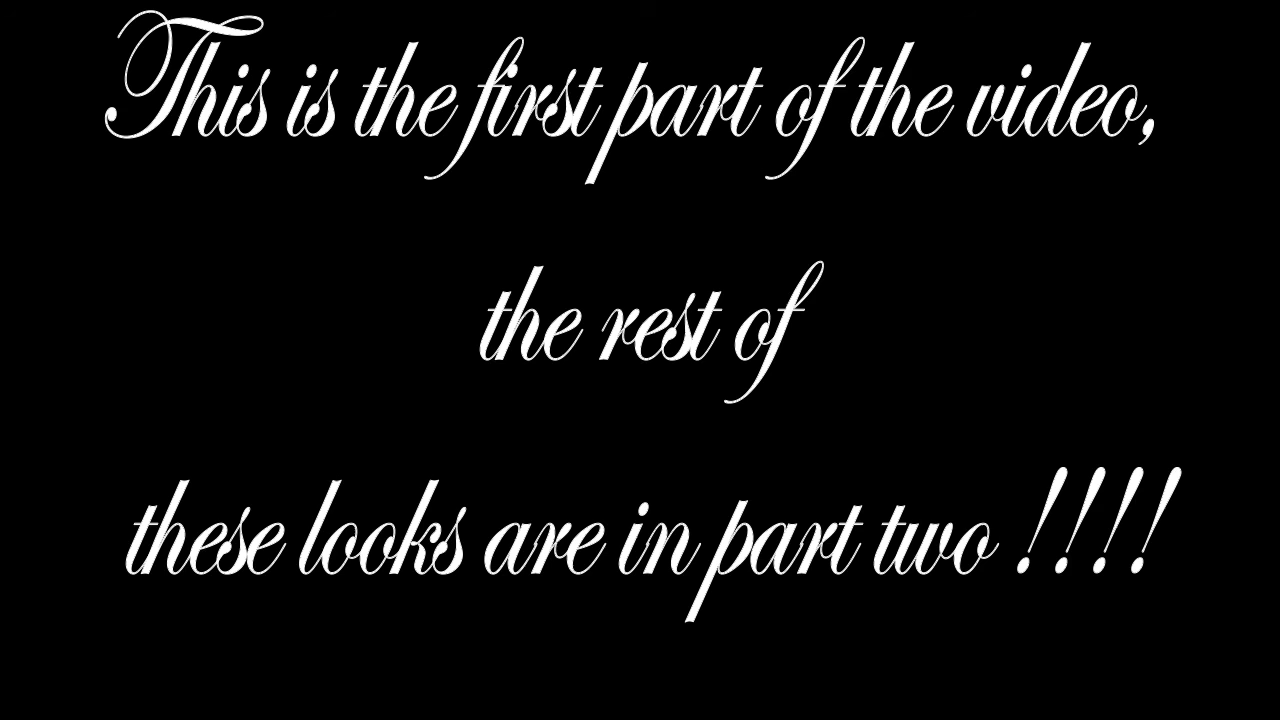 This is the first part of the video,
the rest of
these looks are in part two !!!!